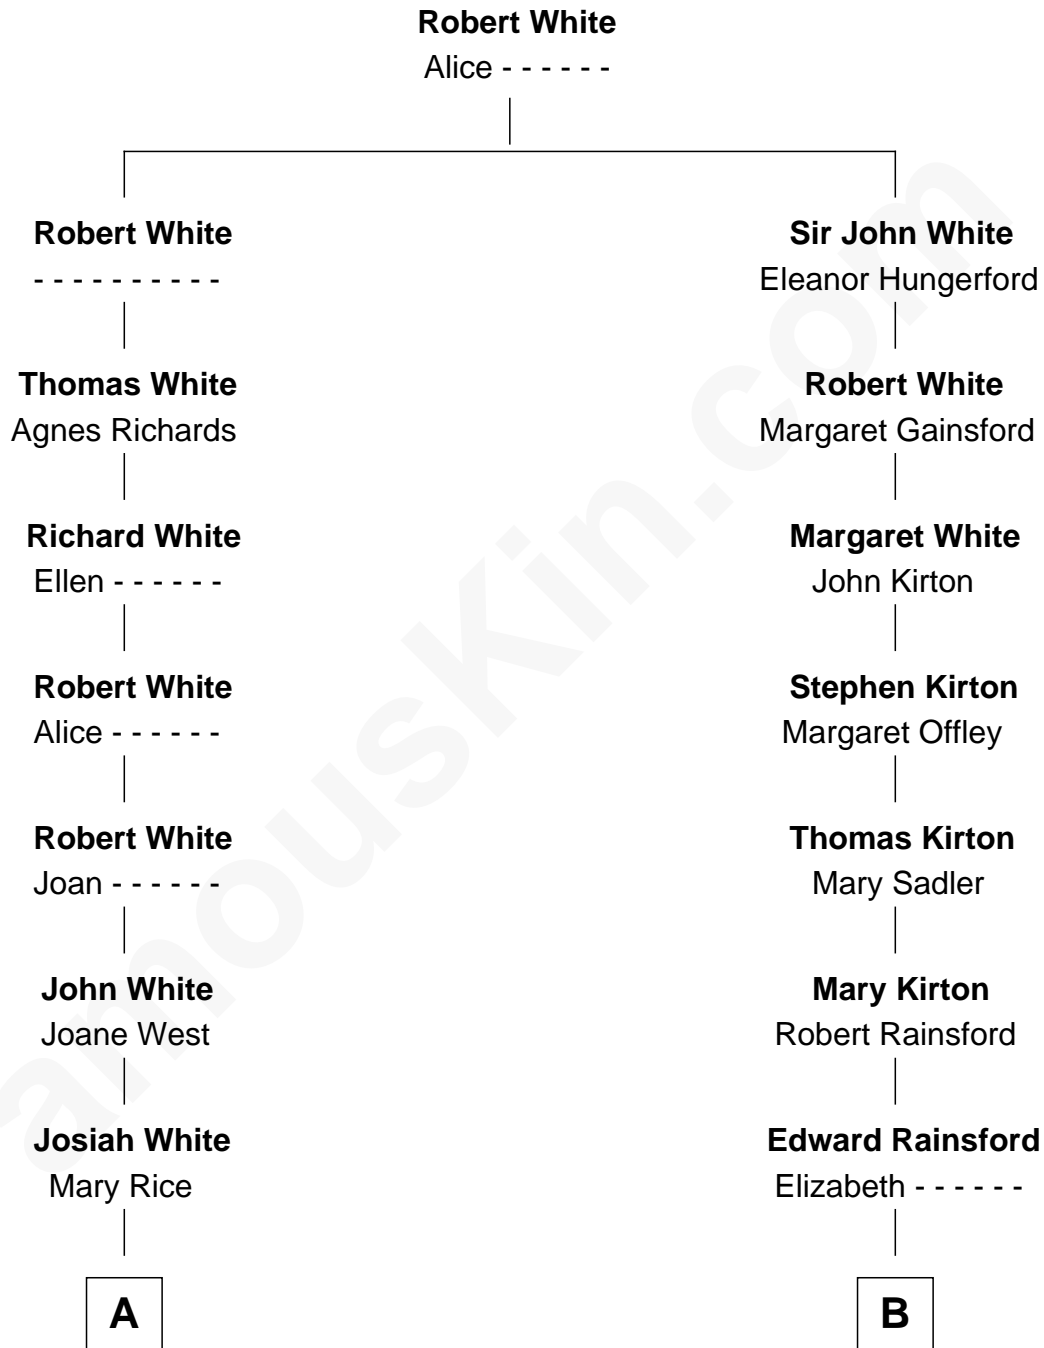 Robert White
Alice - - - - - -
Robert White
- - - - - - - - - -
Thomas White
Agnes Richards
Richard White
Ellen - - - - - -
Robert White
Alice - - - - - -
Robert White
Joan - - - - - -
John White
Joane West
Josiah White
Mary Rice
A
Sir John White
Eleanor Hungerford
Robert White
Margaret Gainsford
Margaret White
John Kirton
Stephen Kirton
Margaret Offley
Thomas Kirton
Mary Sadler
Mary Kirton
Robert Rainsford
Edward Rainsford
Elizabeth - - - - - -
B
amouskin.com